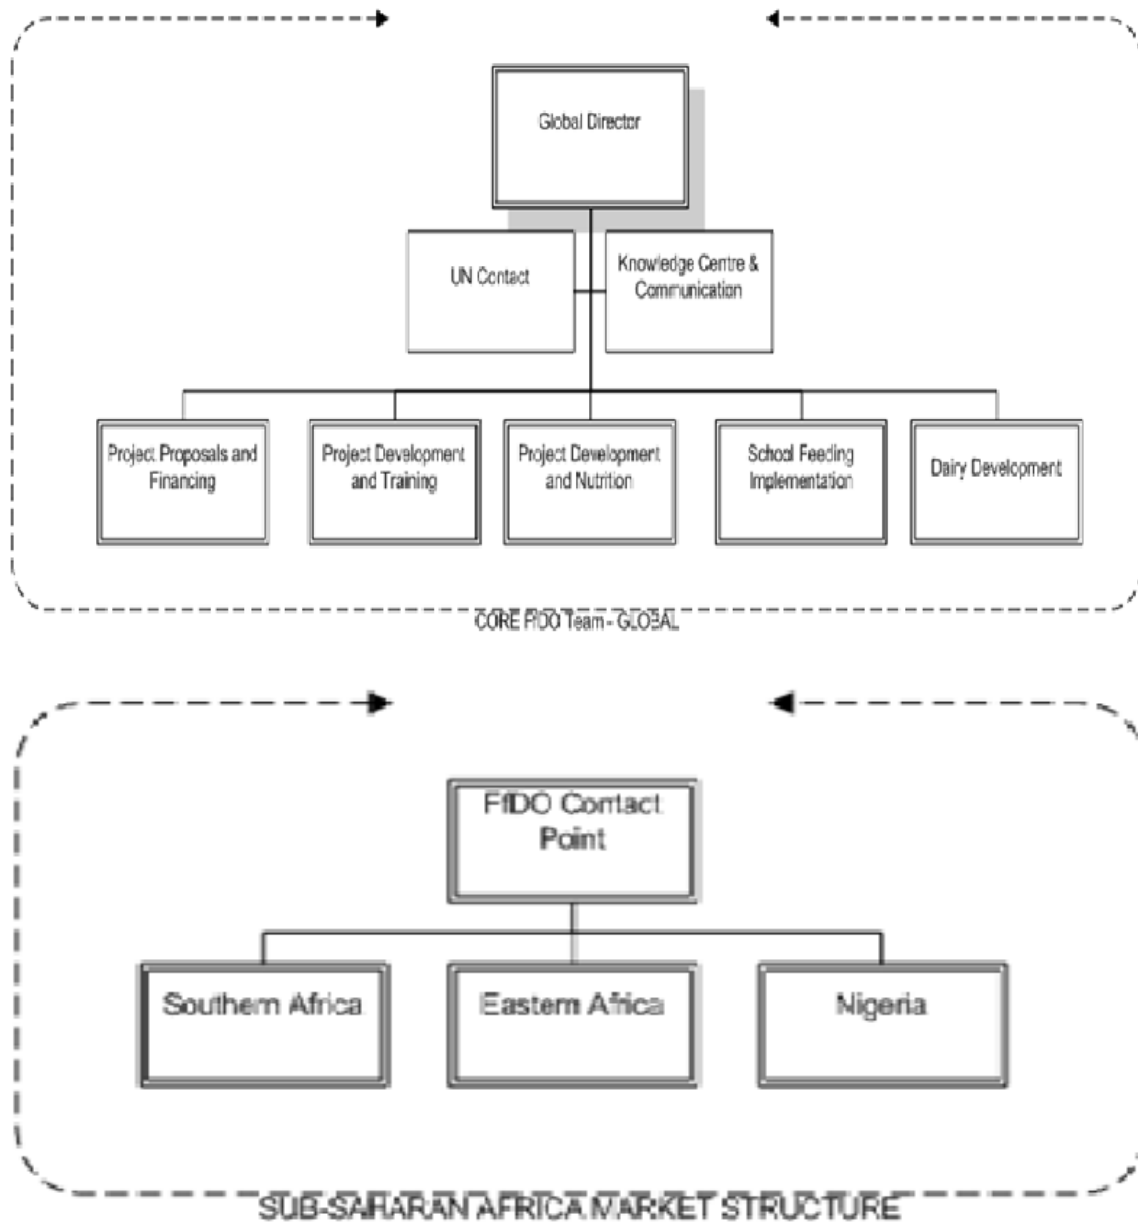 Global Director
UN Contact
Knowledge Centre &
Communication
Project Proposals and
Financing
Project Development
and Training
Project Development
and Nutrition
School Feeding
Implementation
Dairy Development
CORE FfDO Team - GLOBAL
FfDO Contact
Point
Southern Africa
Eastern Africa
Nigeria
SUB-SAHARAN AFRICA MARKET STRUCTURE